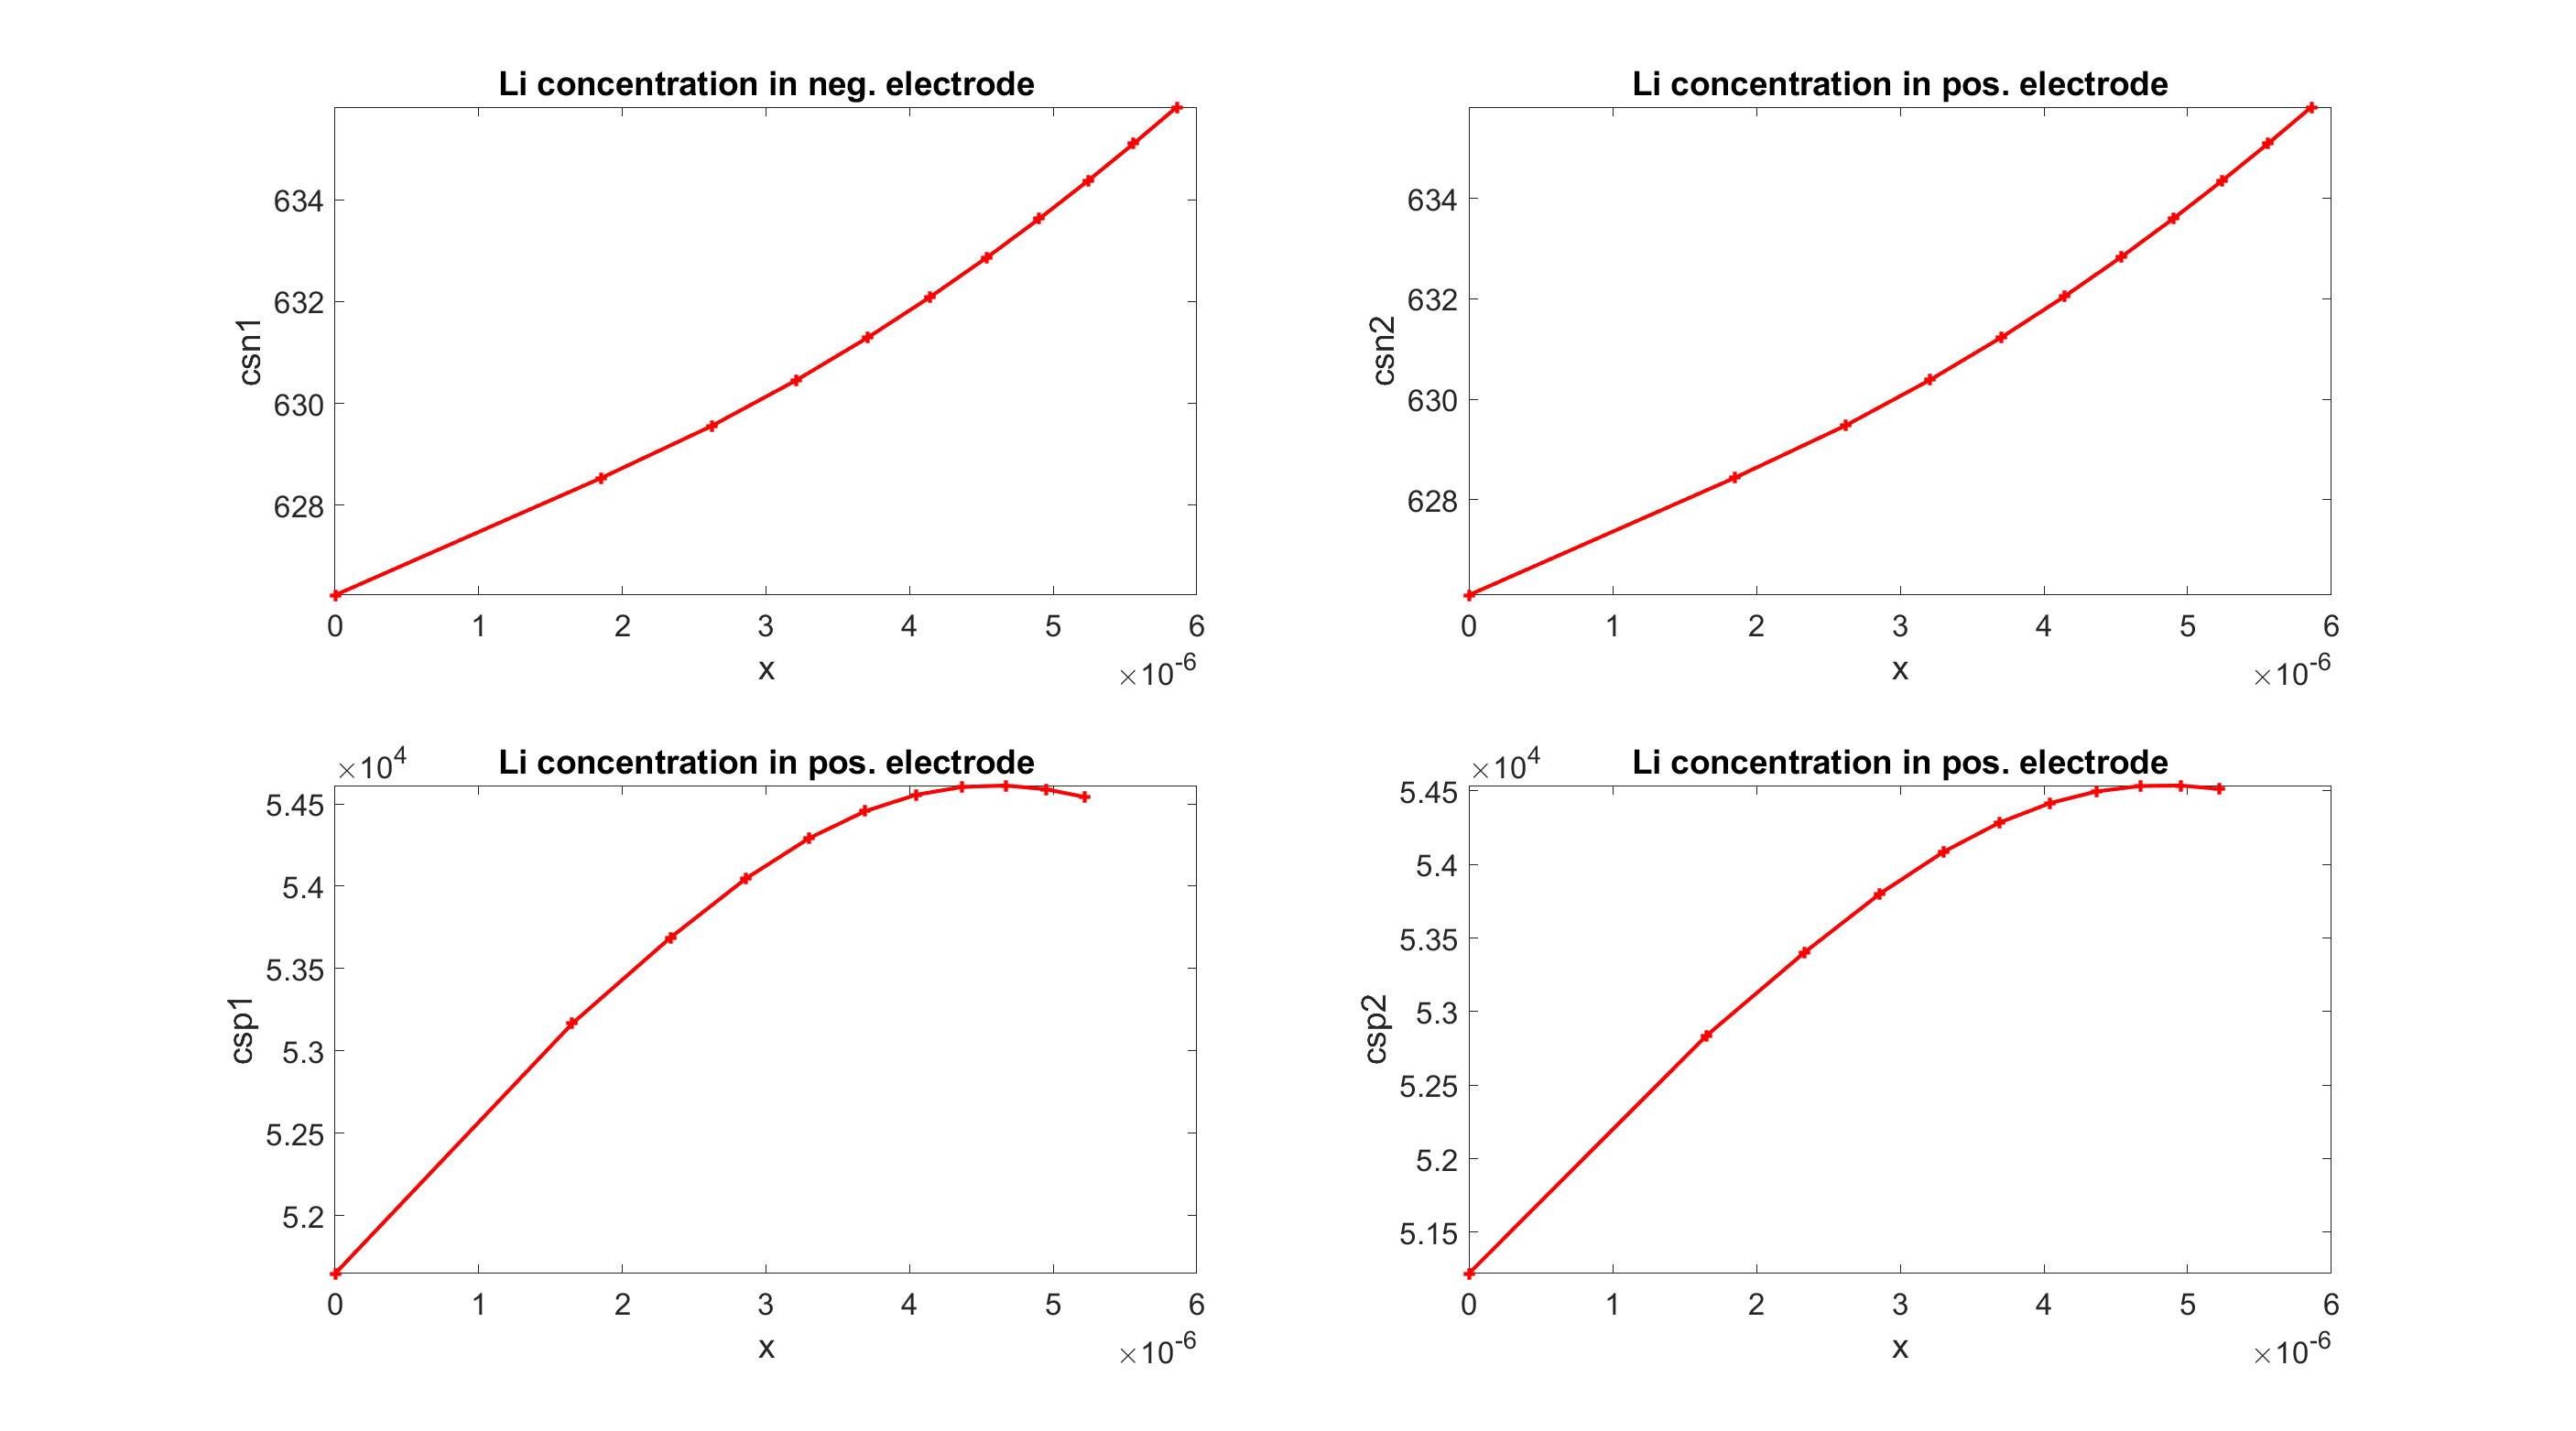 Li concentration in neg. electrode
csn1
634
632
630
628
0 1 2 3 4 5 6
x
×10-6
Li concentration in pos. electrode
csn2
634
632
630
628
0 1 2 3 4 5 6
x
×10-6
Li concentration in pos. electrode
×104
csp1
5.45
5.4
5.35
5.3
5.25
5.2
0 1 2 3 4 5 6
x
×10-6
Li concentration in pos. electrode
×104
csp2
5.45
5.4
5.35
5.3
5.25
5.2
5.15
0 1 2 3 4 5 6
x
×10-6